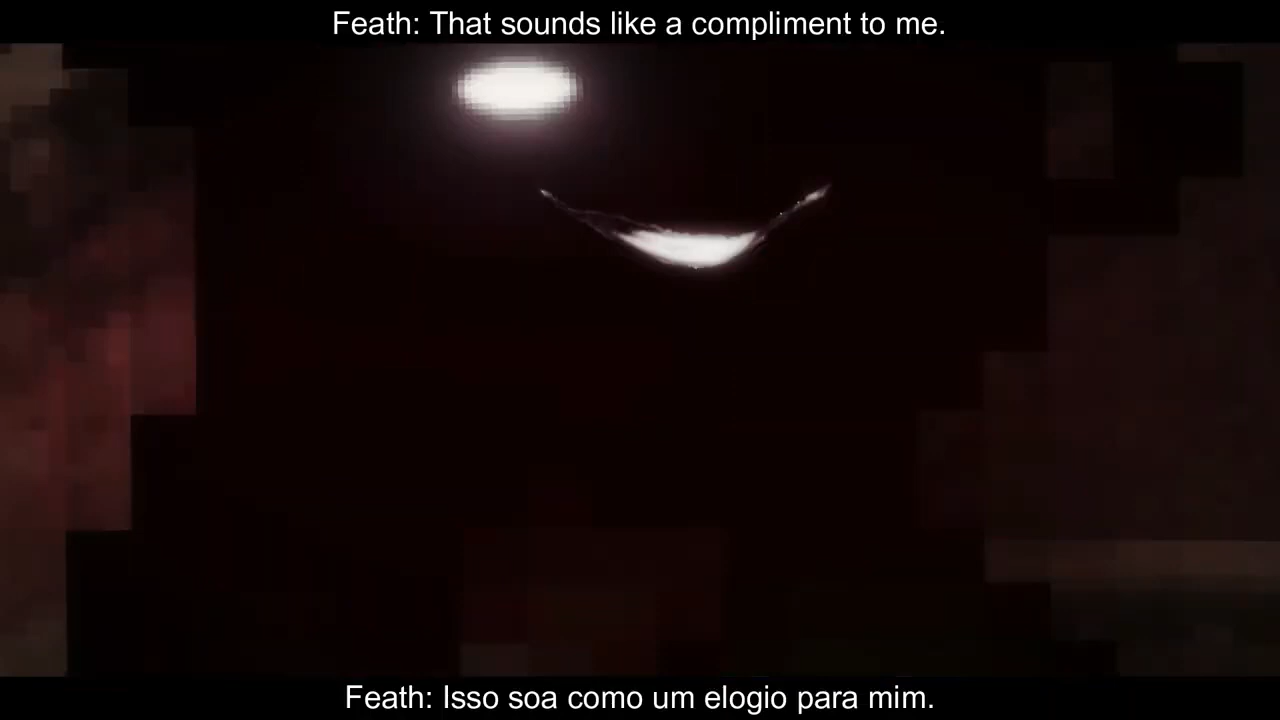 Feath: That sounds like a compliment to me.
Feath: Isso soa como um elogio para mim.